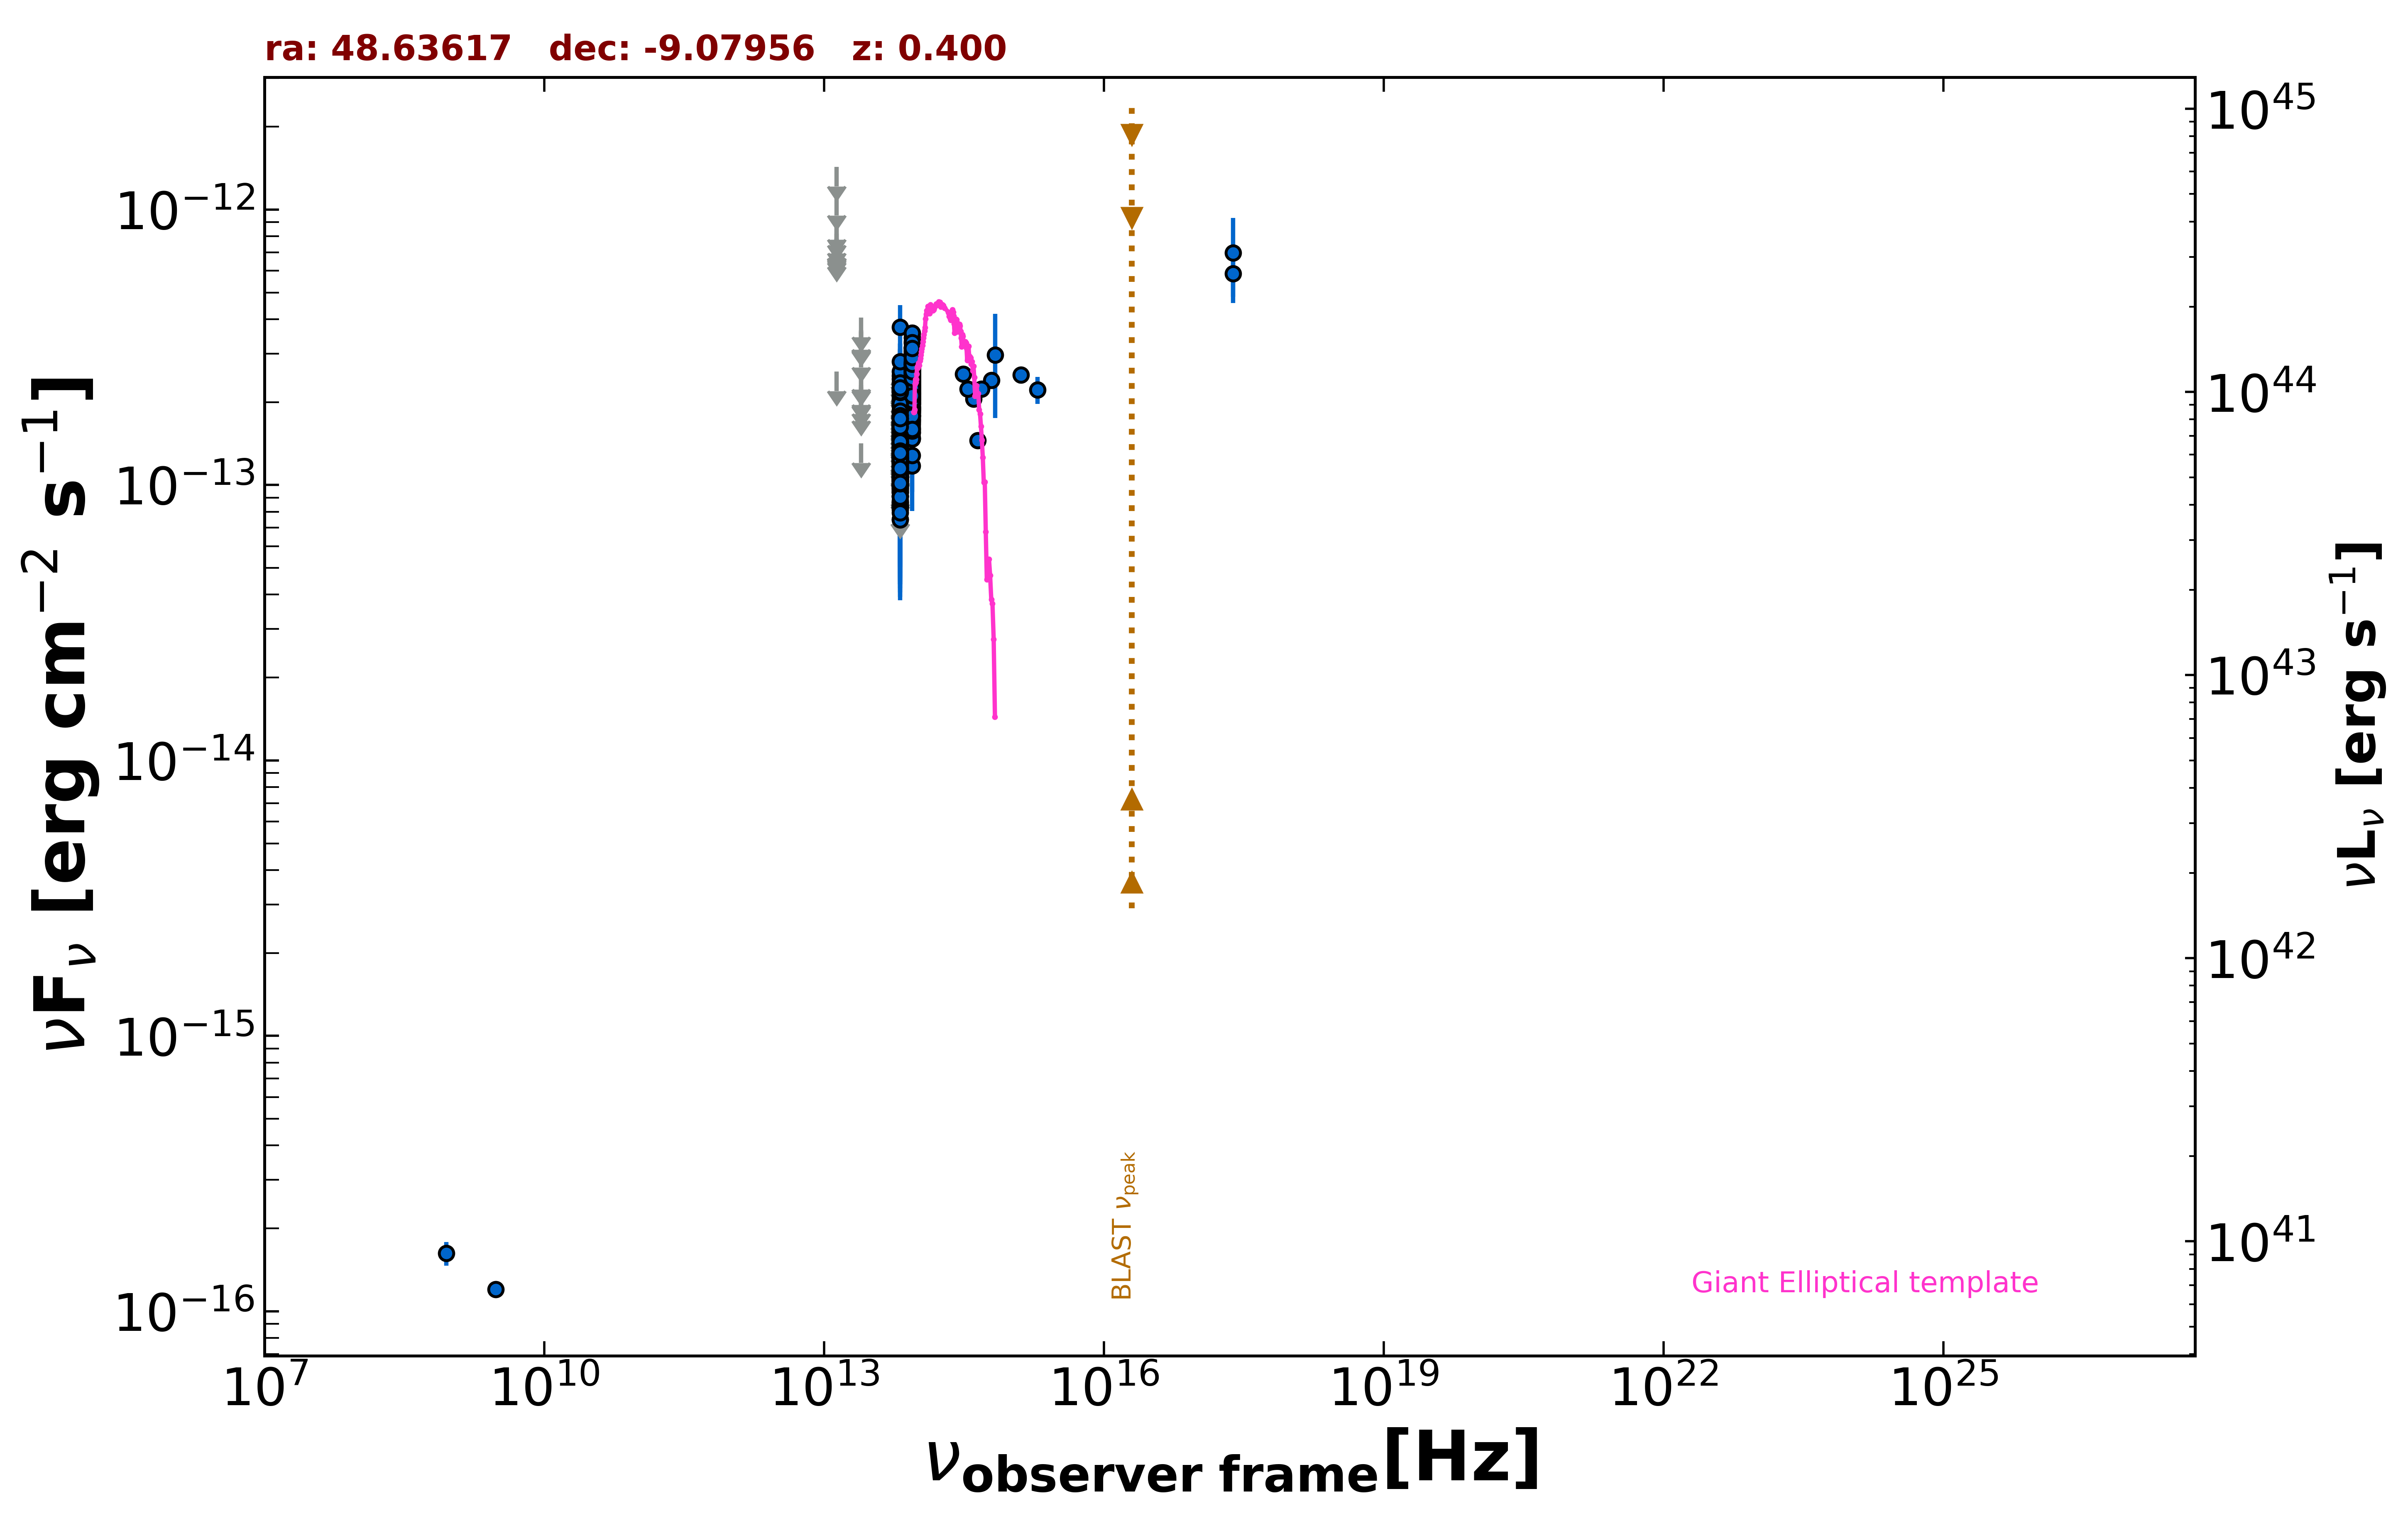 ra: 48.63617   dec: -9.07956   z: 0.400
10^45
10^-12
10^44
10^-13
10^43
10^-14
10^42
10^-15
10^41
10^-16
νF_ν [erg cm^-2 s^-1]
νL_ν [erg s^-1]
BLAST ν_peak
Giant Elliptical template
10^7 10^10 10^13 10^16 10^19 10^22 10^25
ν_observer frame [Hz]